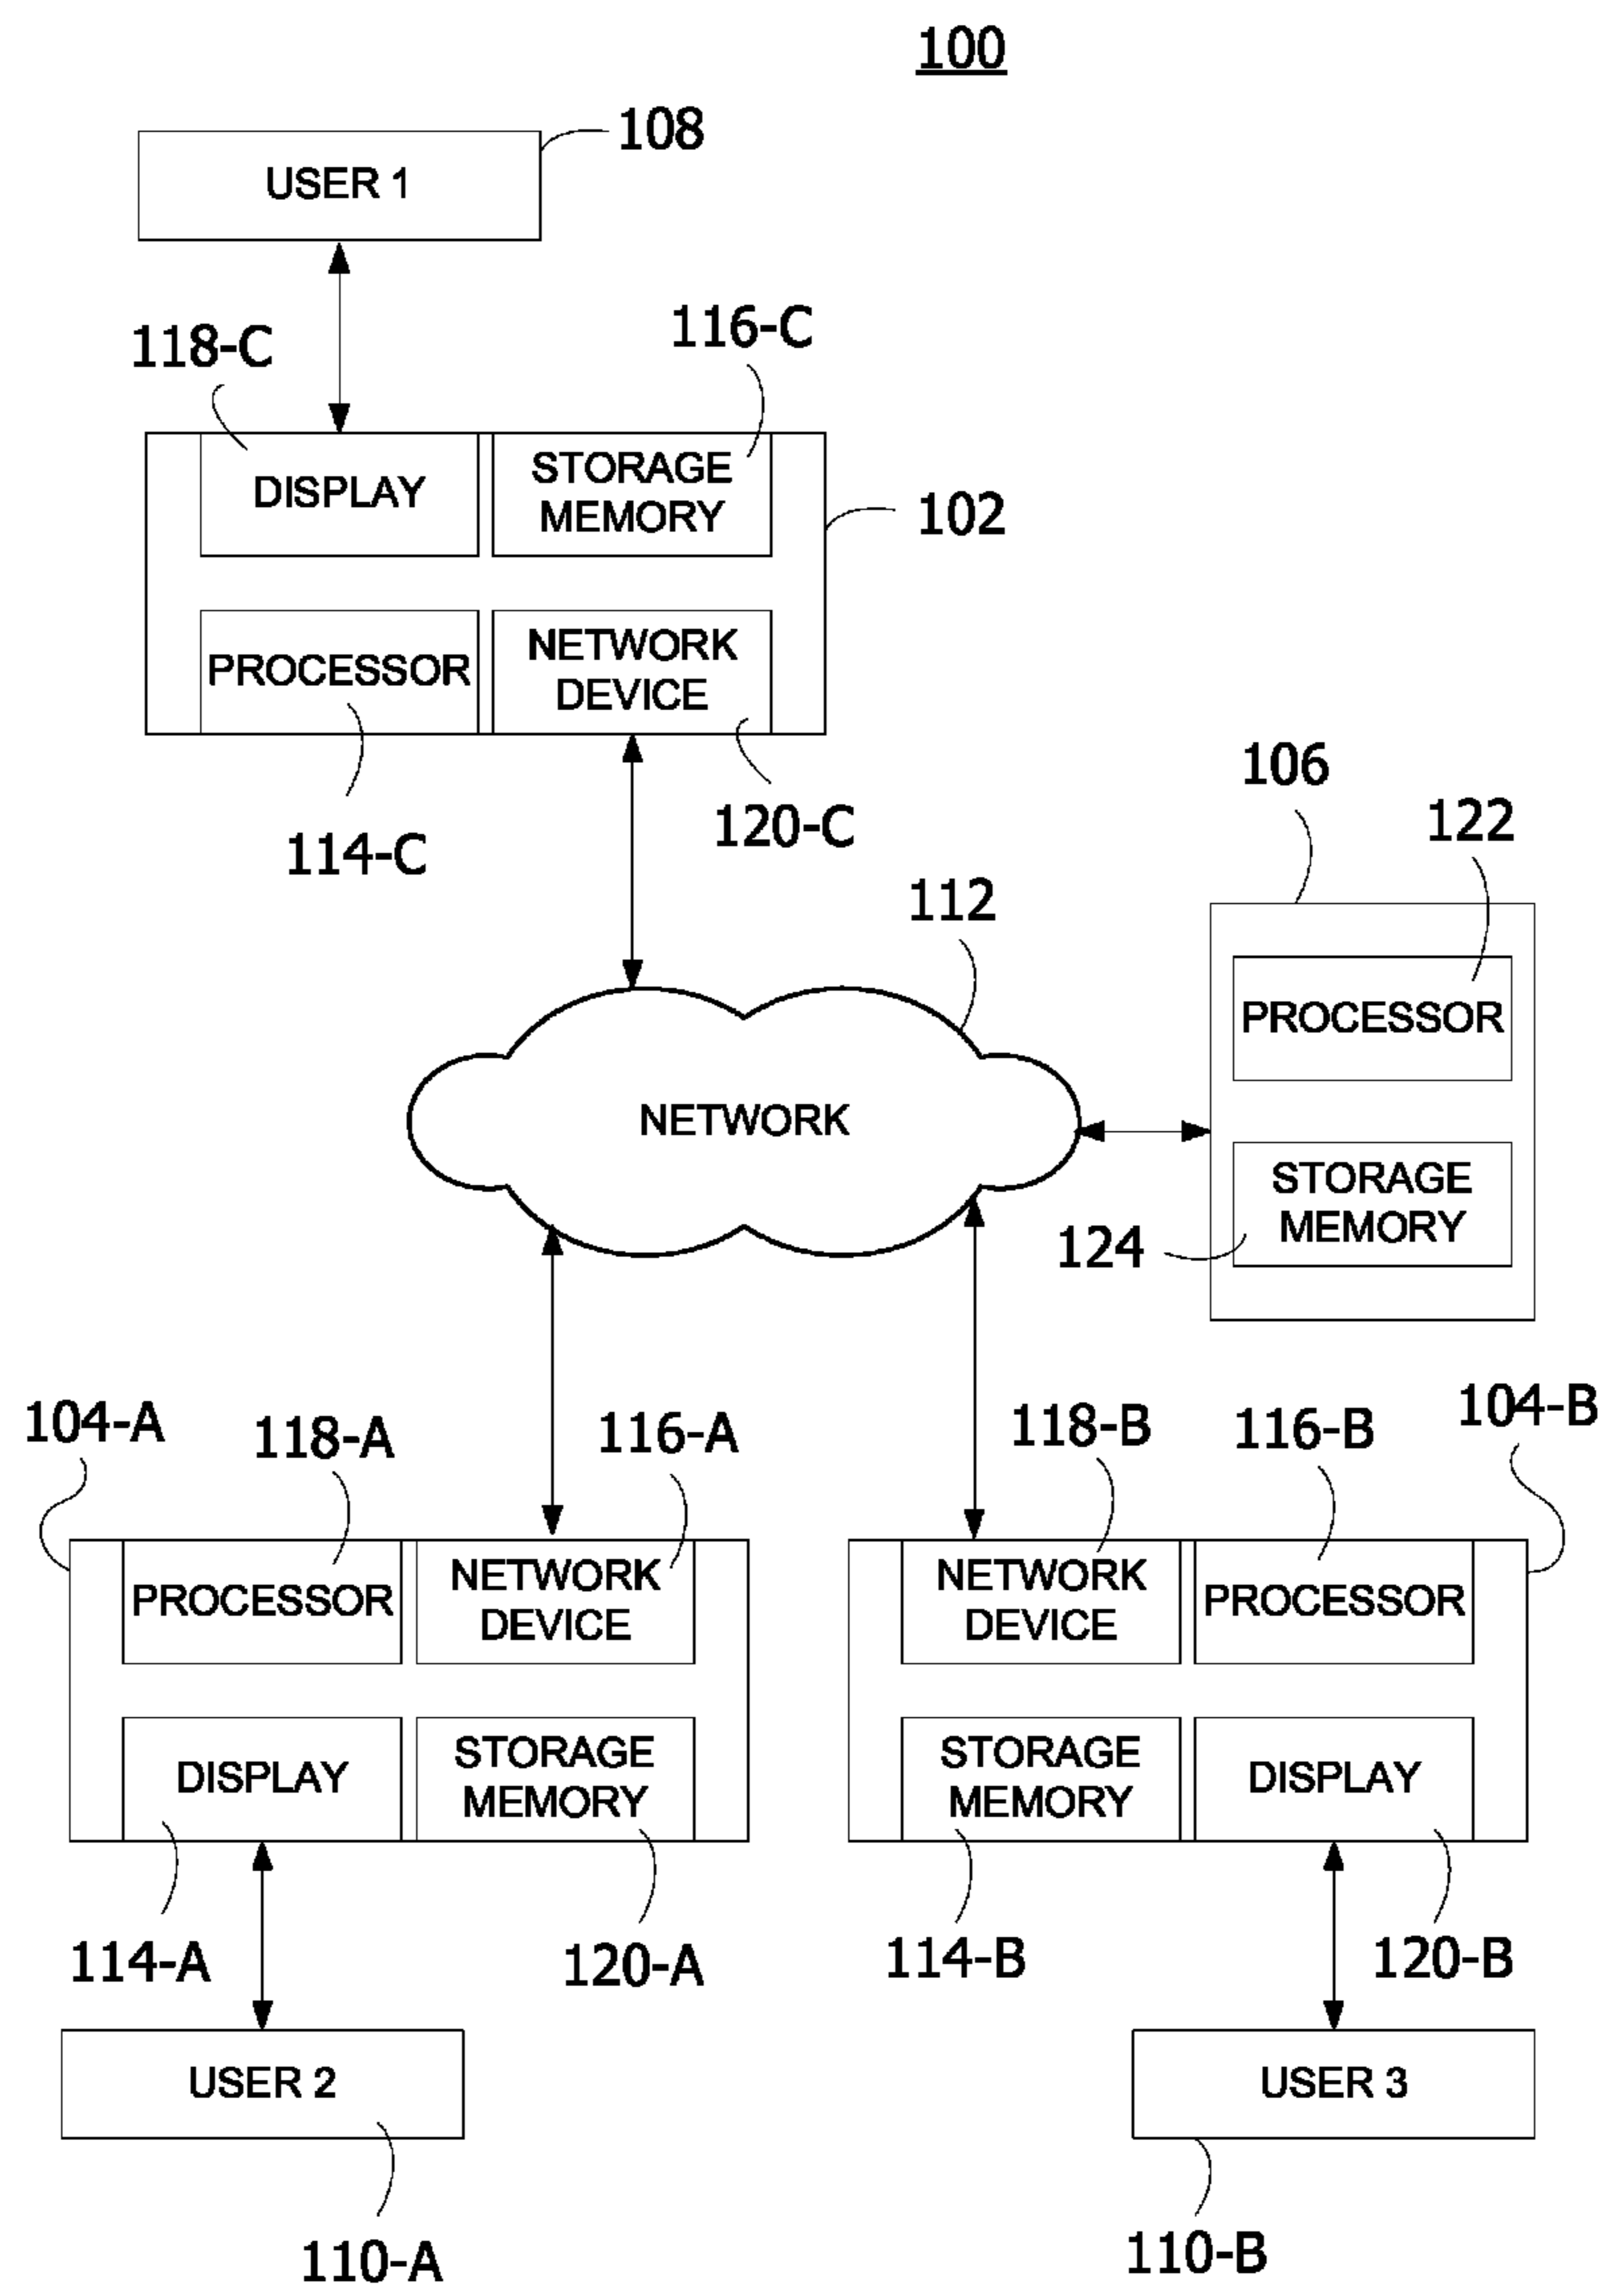 100
108
USER 1
116-C
118-C
STORAGE
MEMORY
DISPLAY
102
NETWORK
DEVICE
PROCESSOR
106
122
120-C
114-C
112
PROCESSOR
NETWORK
STORAGE
MEMORY
124
104-A
118-A
116-A
118-B
116-B
104-B
PROCESSOR
NETWORK
DEVICE
NETWORK
DEVICE
PROCESSOR
DISPLAY
STORAGE
MEMORY
STORAGE
MEMORY
DISPLAY
114-A
120-A
114-B
120-B
USER 2
USER 3
110-A
110-B